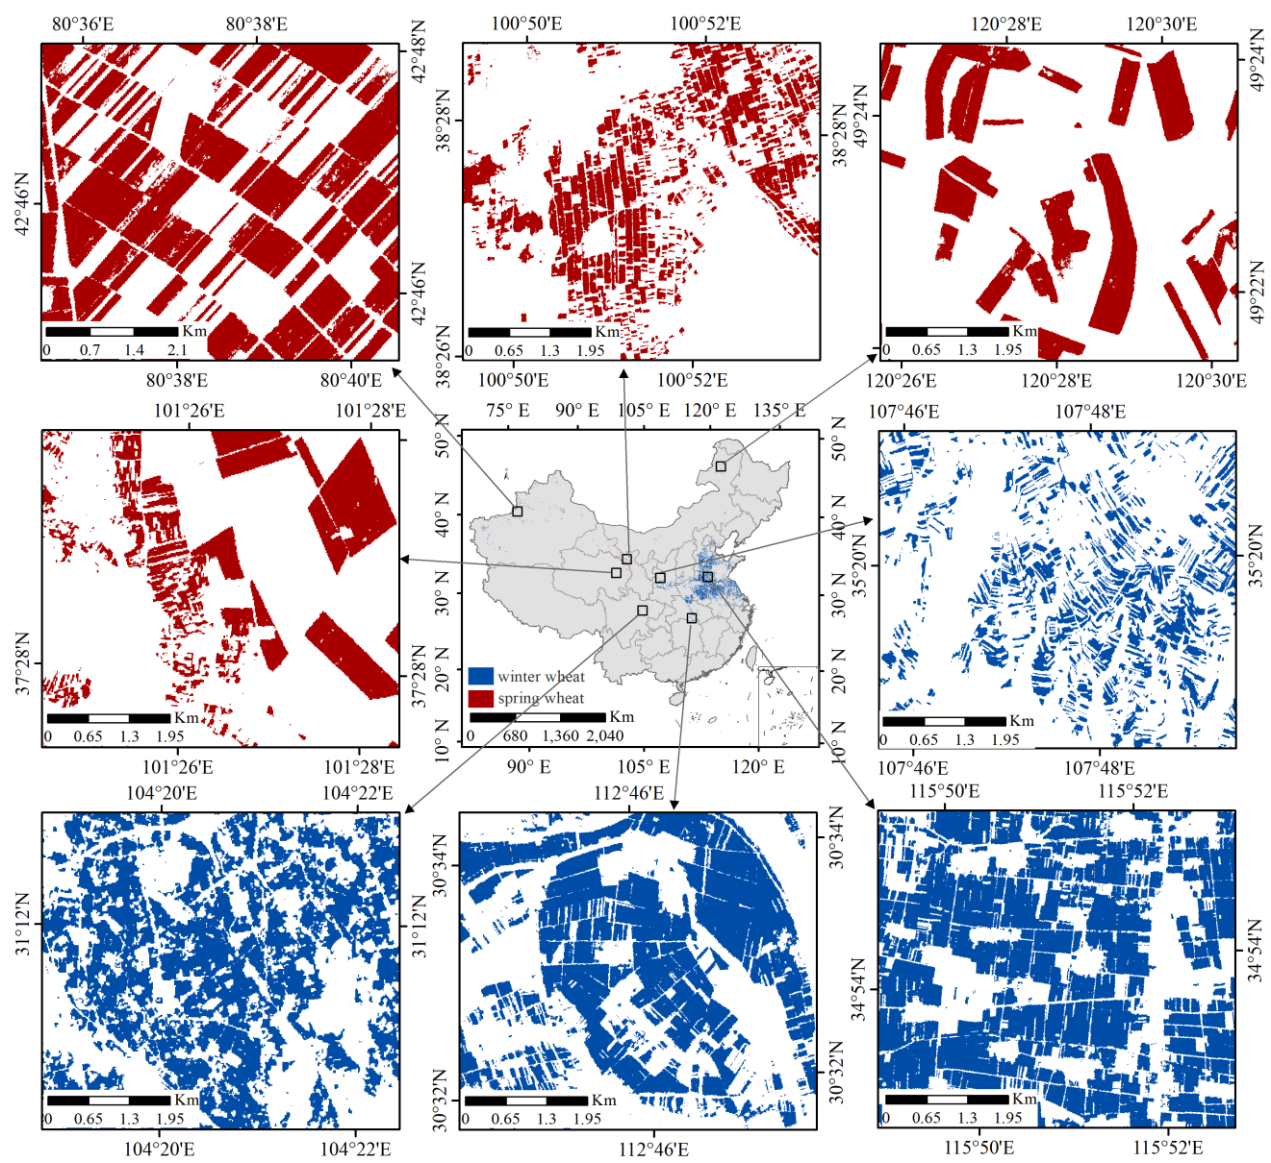 80°36'E 80°38'E 100°50'E 100°52'E 120°28'E 120°30'E
42°48'N
42°46'N
42°46'N
Km
0 0.7 1.4 2.1
80°38'E 80°40'E
38°28'N
38°28'N
38°26'N
Km
0 0.65 1.3 1.95
100°50'E 100°52'E
49°24'N
49°24'N
49°22'N
Km
0 0.65 1.3 1.95
120°26'E 120°28'E 120°30'E
101°26'E 101°28'E
37°28'N
37°28'N
Km
0 0.65 1.3 1.95
101°26'E 101°28'E
75° E 90° E 105° E 120° E 135° E
50° N
40° N
30° N
20° N
10° N
50° N
40° N
30° N
20° N
10° N
winter wheat
spring wheat
Km
0 680 1,360 2,040
90° E 105° E 120° E
107°46'E 107°48'E
35°20'N
35°20'N
Km
0 0.65 1.3 1.95
107°46'E 107°48'E
104°20'E 104°22'E
31°12'N
31°12'N
Km
0 0.65 1.3 1.95
104°20'E 104°22'E
112°46'E
30°34'N
30°32'N
30°34'N
30°32'N
Km
0 0.65 1.3 1.95
112°46'E
115°50'E 115°52'E
34°54'N
34°54'N
Km
0 0.65 1.3 1.95
115°50'E 115°52'E